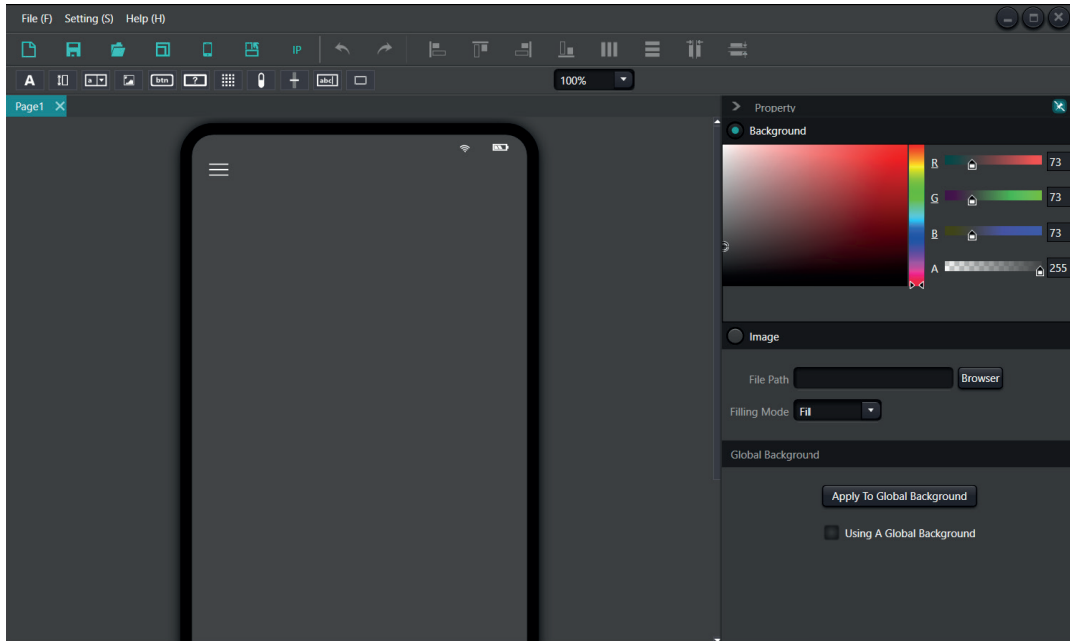 File (F) Setting (S) Help (H)
IP
A a btn ? abc 100%
Page1 Property
Background
R 73
G 73
B 73
A 255
Image
File Path Browser
Filling Mode Fill
Global Background
Apply To Global Background
Using A Global Background